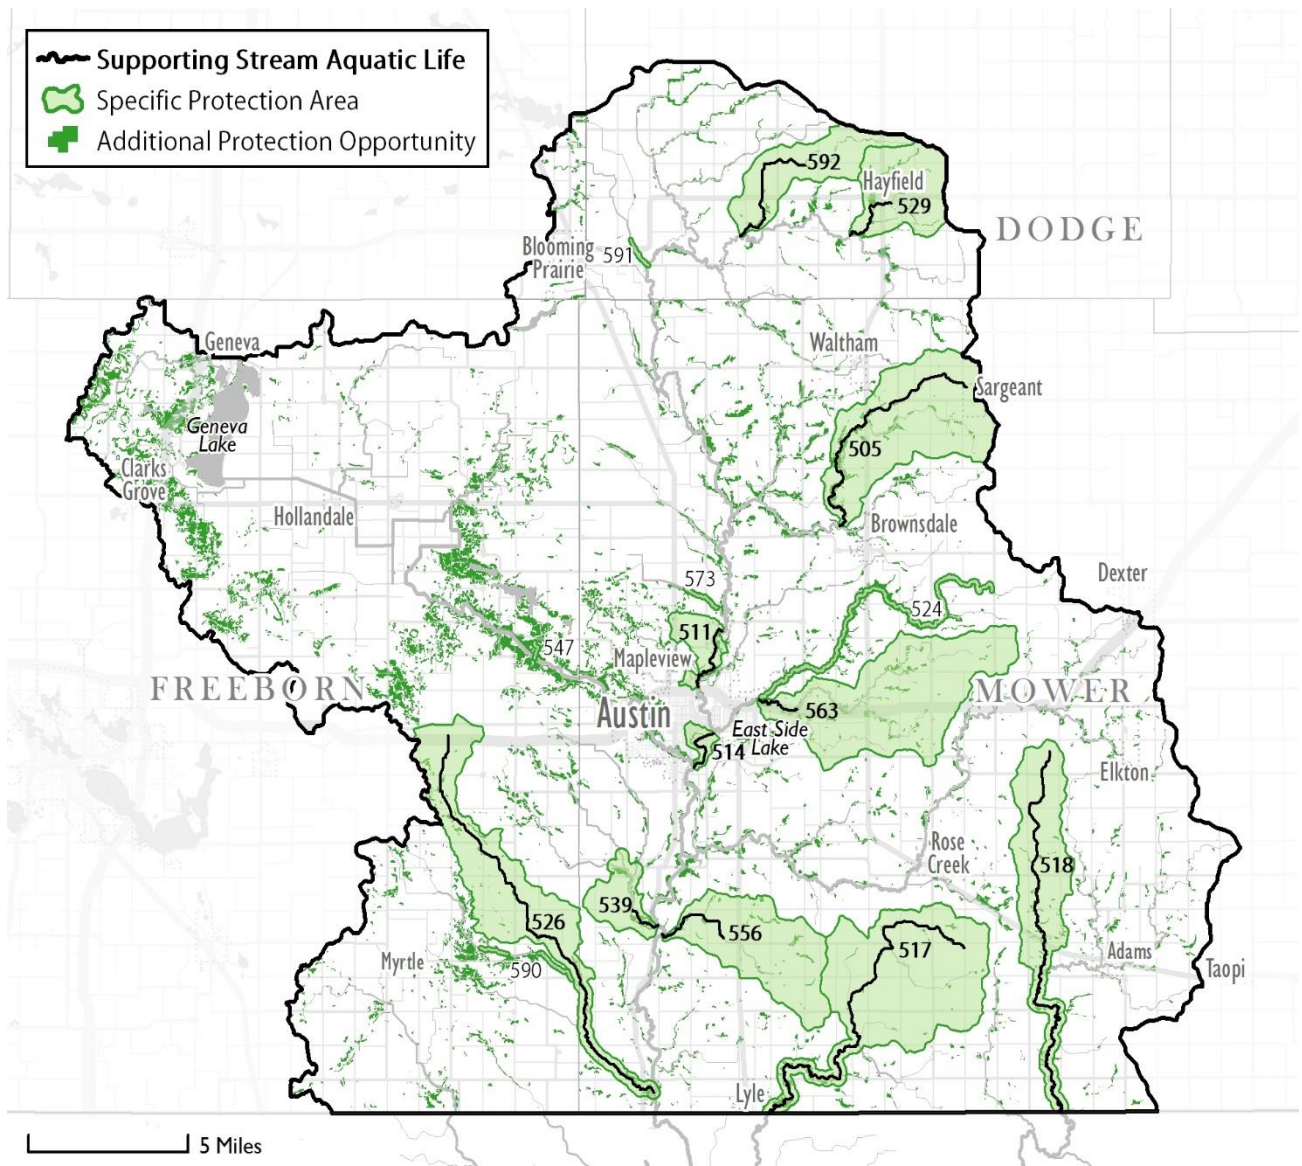 Supporting Stream Aquatic Life
Specific Protection Area
Additional Protection Opportunity
592
Hayfield
529
DODGE
Blooming
Prairie
591
Geneva
Waltham
Sargeant
Geneva
Lake
505
Clarks
Grove
Hollandale
Brownsdale
Dexter
573
524
511
547
Mapleview
FREEBORN
MOWER
Austin
563
East Side
Lake
514
Elkton
Rose
Creek
518
539
526
556
517
Myrtle
590
Adams
Taopi
Lyle
5 Miles